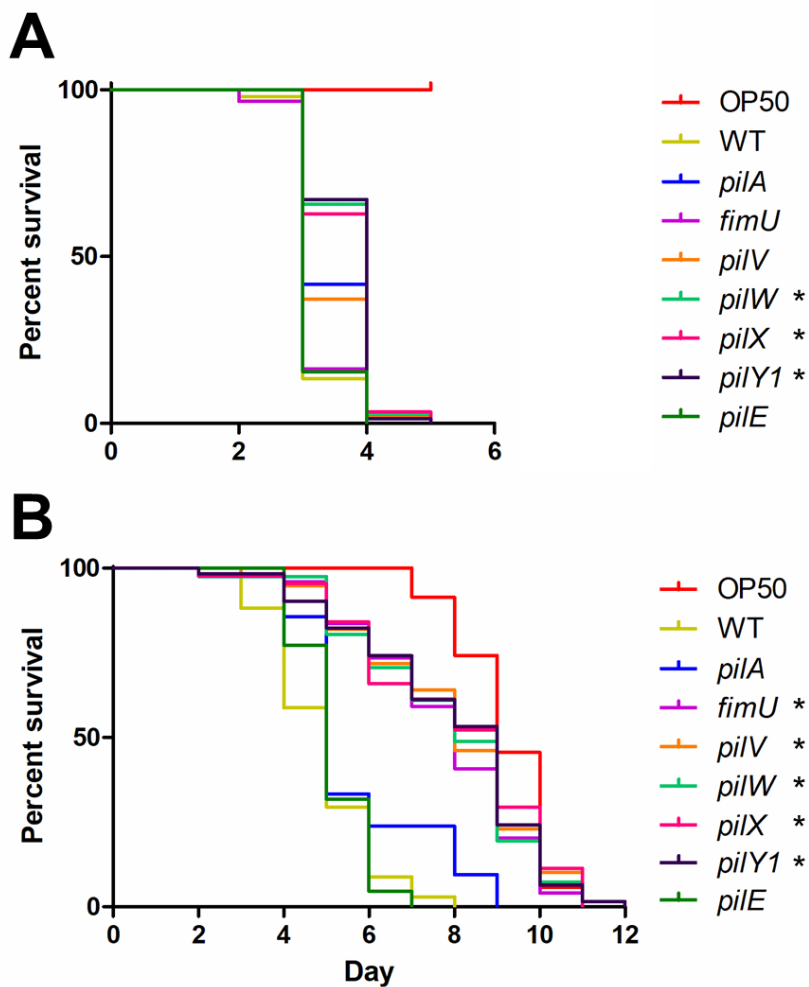 A
Percent survival
100
50
0
0 2 4 6
OP50
WT
pilA
fimU
pilV
pilW *
pilX *
pilY1 *
pilE
B
Percent survival
100
50
0
0 2 4 6 8 10 12
Day
OP50
WT
pilA
fimU *
pilV *
pilW *
pilX *
pilY1 *
pilE